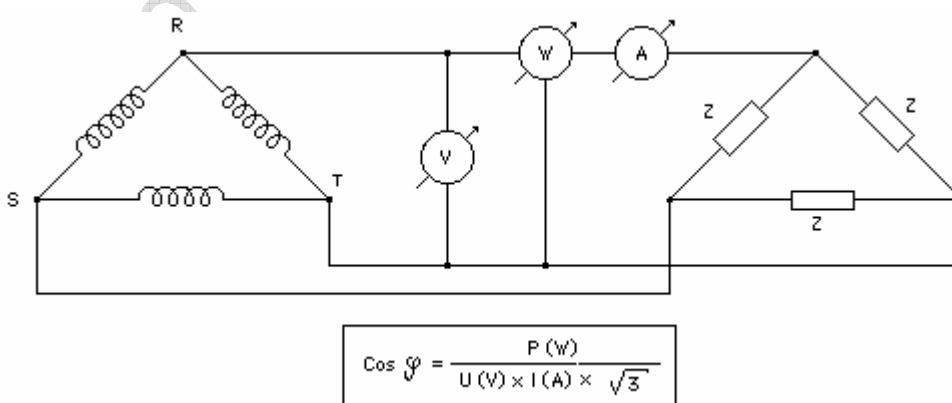 R
W
A
Z
Z
V
T
S
Z
Cos φ = P(W) / U(V) × I(A) × √3